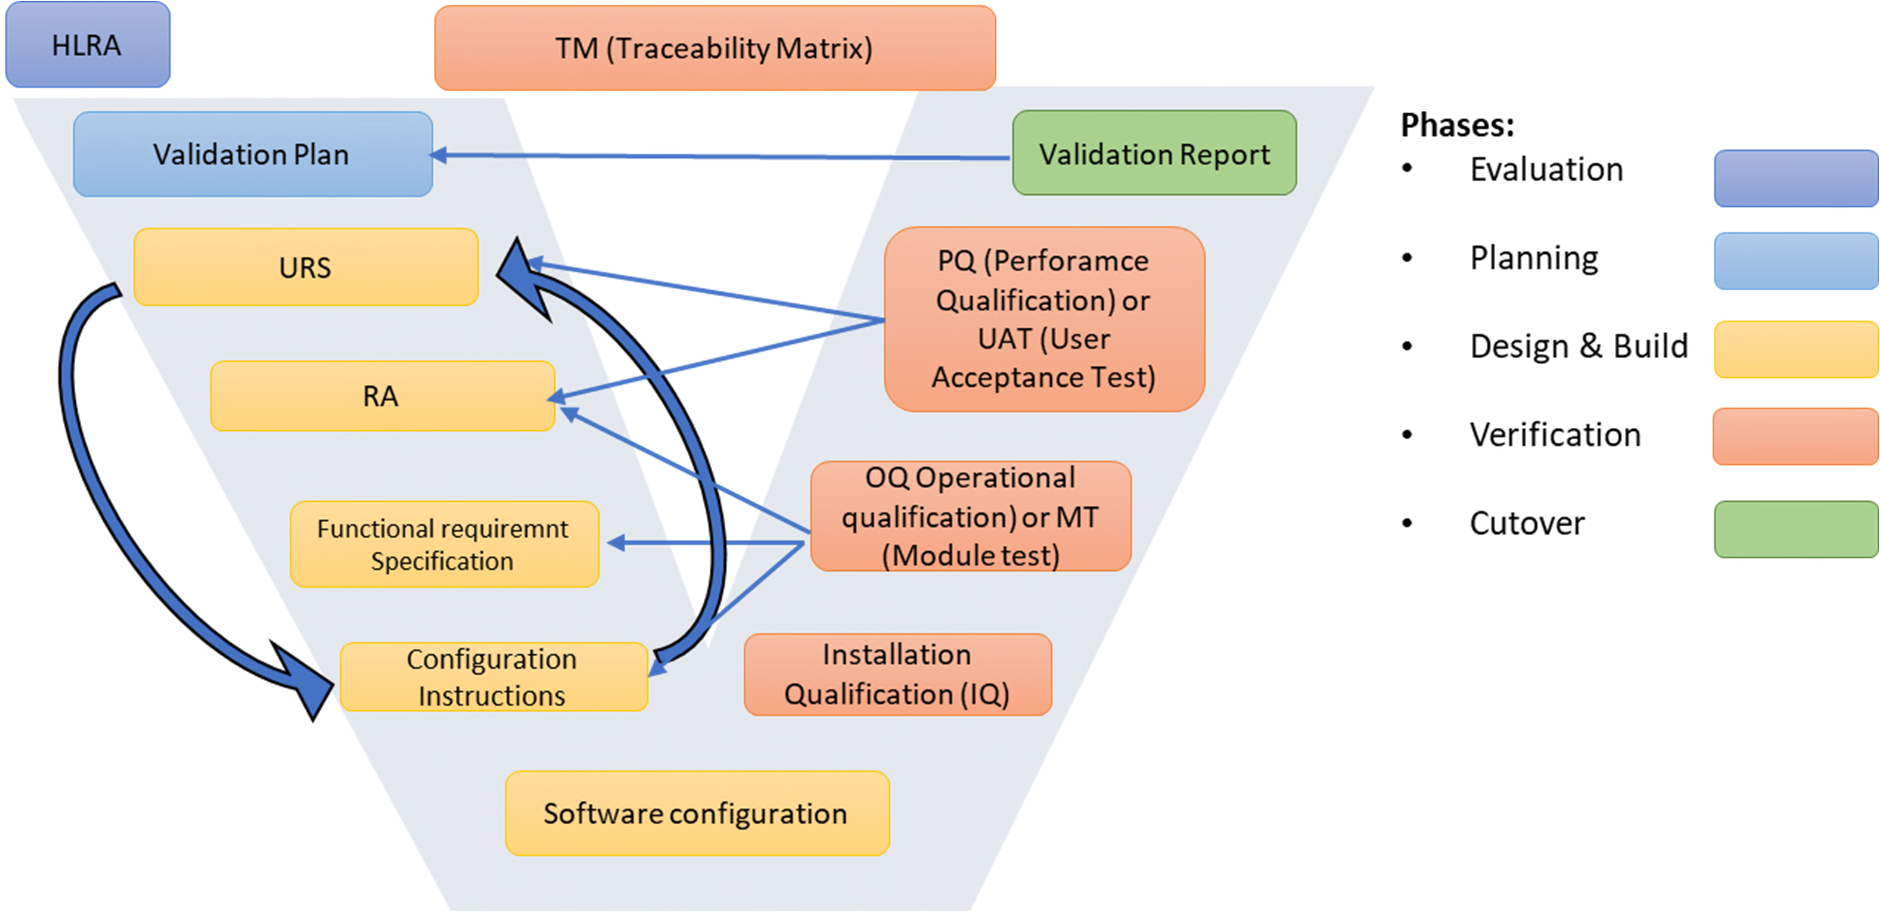 HLRA
TM (Traceability Matrix)
Validation Plan
Validation Report
URS
PQ (Perforamce
Qualification) or
UAT (User
Acceptance Test)
RA
OQ Operational
qualification) or MT
(Module test)
Functional requiremnt
Specification
Configuration
Instructions
Installation
Qualification (IQ)
Software configuration
Phases:
• Evaluation
• Planning
• Design & Build
• Verification
• Cutover